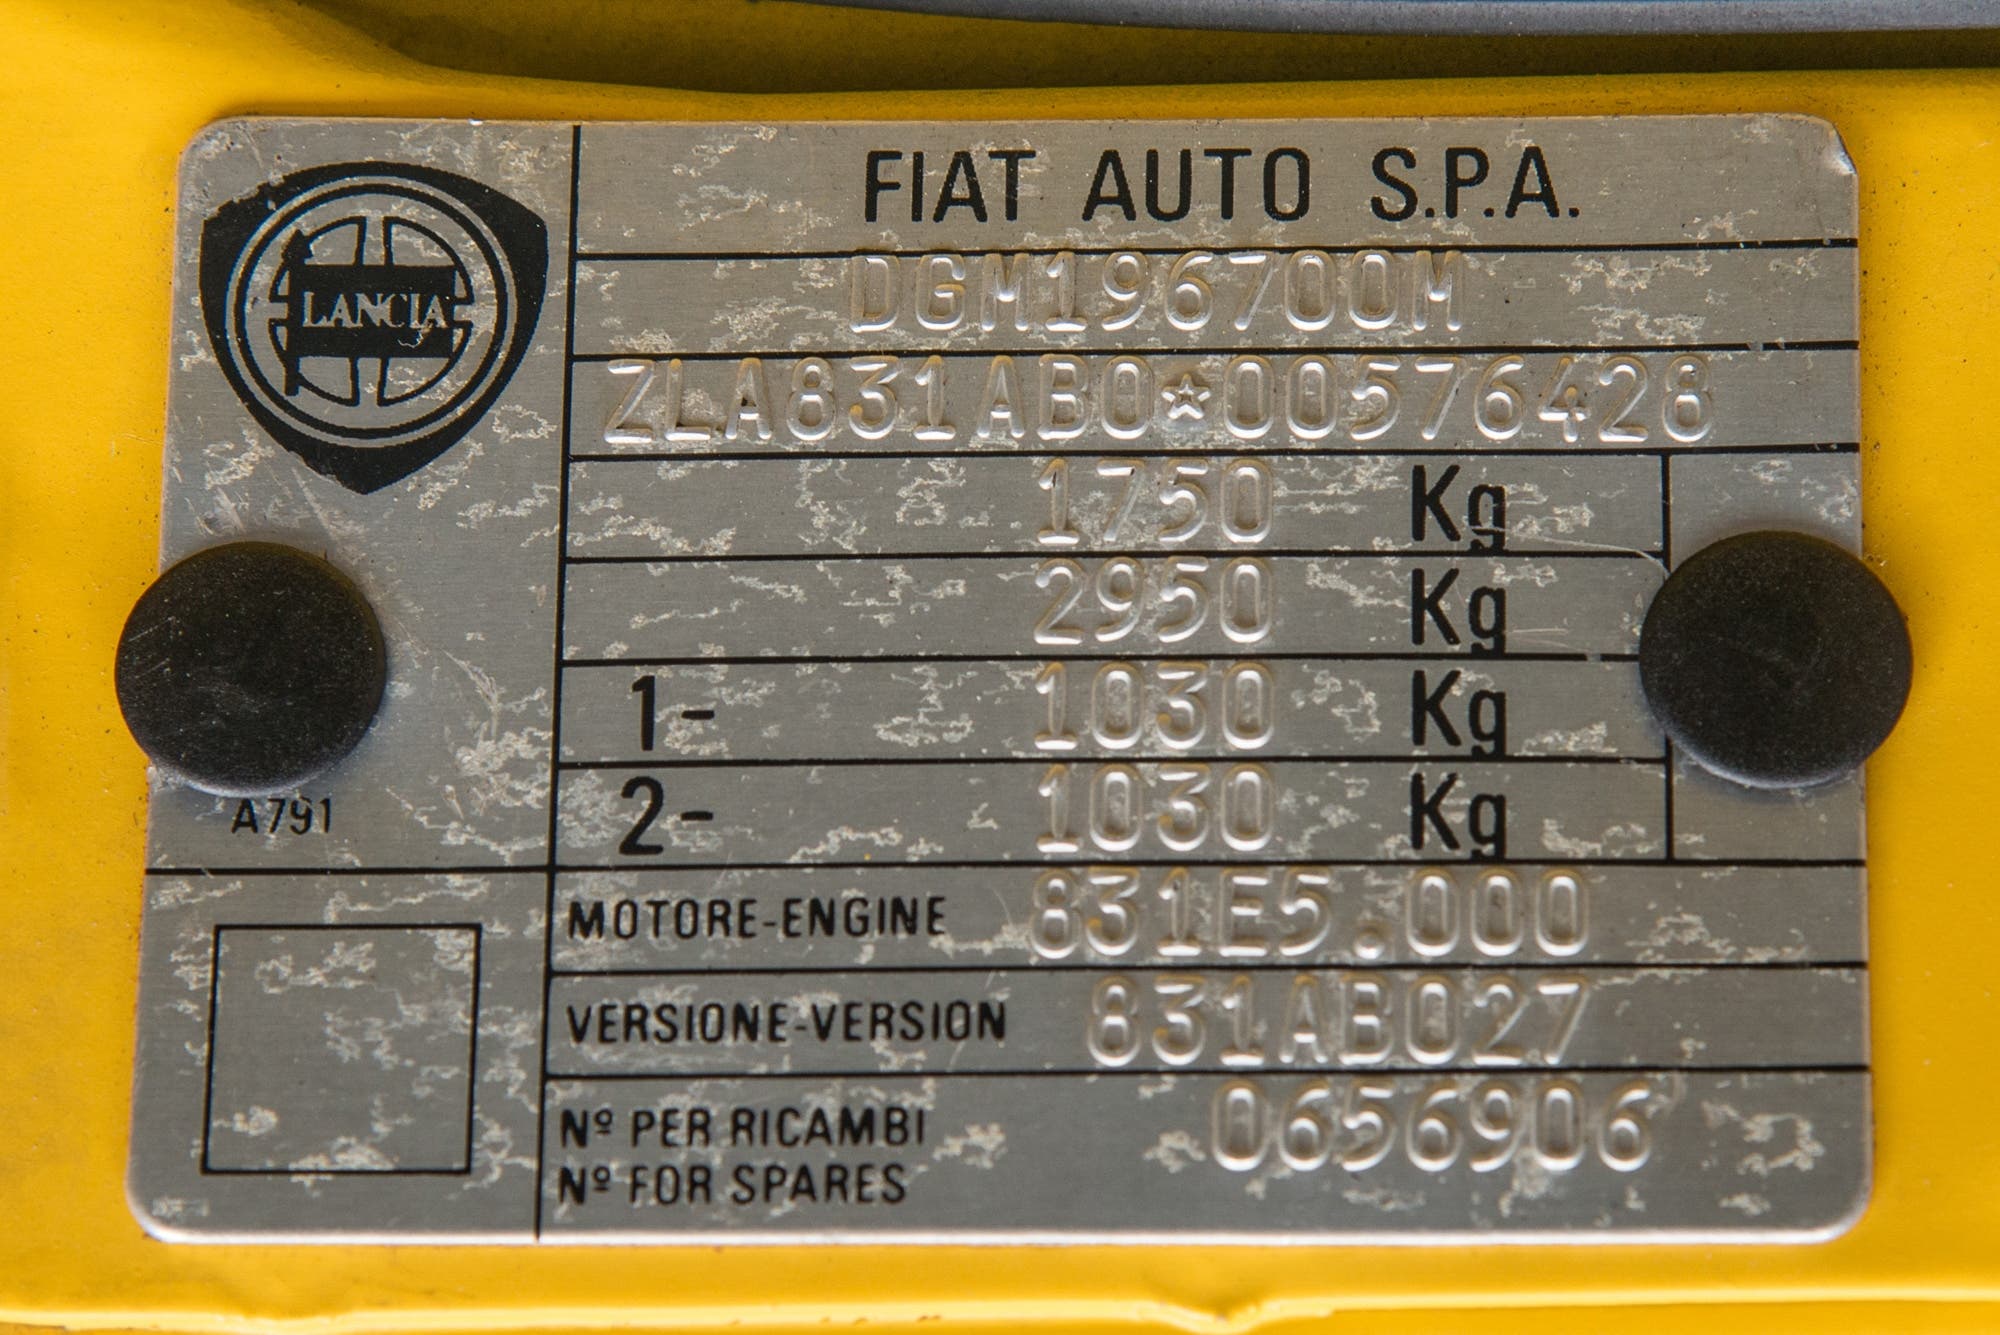 FIAT AUTO S.P.A.
LANCIA
DGM196700M
ZLA831AB0☆00576428
1750 Kg
2950 Kg
1- 1030 Kg
2- 1030 Kg
A791
MOTORE-ENGINE 831E5.000
VERSIONE-VERSION 831AB027
Nº PER RICAMBI 0656906
Nº FOR SPARES